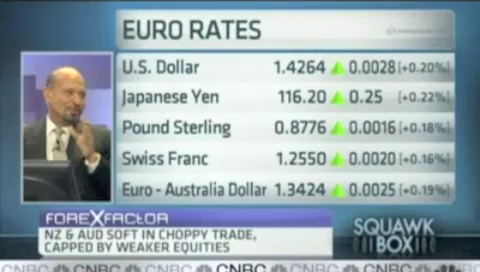 EURO RATES
U.S. Dollar 1.4264 0.0028 [+0.20%]
Japanese Yen 116.20 0.25 [+0.22%]
Pound Sterling 0.8776 0.0016 [+0.18%]
Swiss Franc 1.2550 0.0020 [+0.16%]
Euro - Australia Dollar 1.3424 0.0025 [+0.19%]
FOREXFACTOR
NZ & AUD SOFT IN CHOPPY TRADE,
CAPPED BY WEAKER EQUITIES
SQUAWK
BOX
CNBC CNBC CNBC CNBC CNBC CNBC